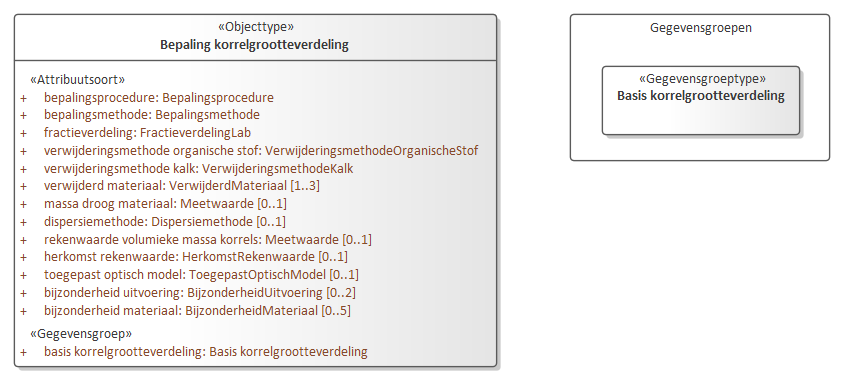 «Objecttype»
Bepaling korrelgrootteverdeling
«Attribuutsoort»
+ bepalingsprocedure: Bepalingsprocedure
+ bepalingsmethode: Bepalingsmethode
+ fractieverdeling: FractieverdelingLab
+ verwijderingsmethode organische stof: VerwijderingsmethodeOrganischeStof
+ verwijderingsmethode kalk: VerwijderingsmethodeKalk
+ verwijderd materiaal: VerwijderdMateriaal [1..3]
+ massa droog materiaal: Meetwaarde [0..1]
+ dispersiemethode: Dispersiemethode [0..1]
+ rekenwaarde volumieke massa korrels: Meetwaarde [0..1]
+ herkomst rekenwaarde: HerkomstRekenwaarde [0..1]
+ toegepast optisch model: ToegepastOptischModel [0..1]
+ bijzonderheid uitvoering: BijzonderheidUitvoering [0..2]
+ bijzonderheid materiaal: BijzonderheidMateriaal [0..5]
«Gegevensgroep»
+ basis korrelgrootteverdeling: Basis korrelgrootteverdeling
Gegevensgroepen
«Gegevensgroeptype»
Basis korrelgrootteverdeling